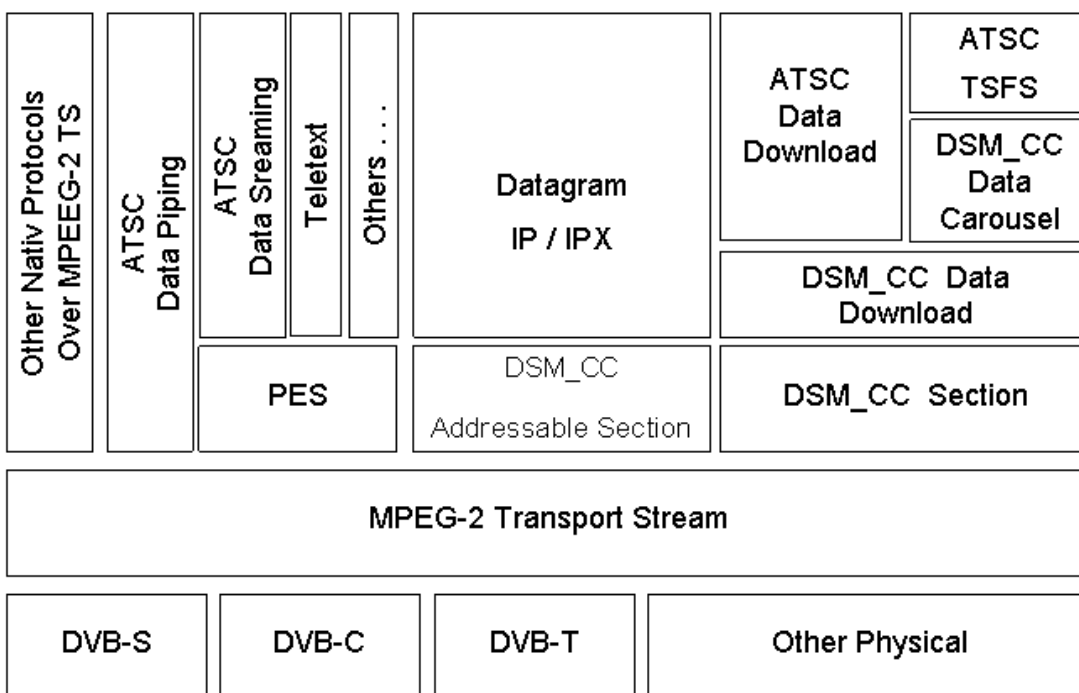 Other Nativ Protocols
Over MPEEG-2 TS
ATSC
Data Piping
ATSC
Data Sreaming
Teletext
Others . . . .
Datagram
IP / IPX
ATSC
Data
Download
ATSC
TSFS
DSM_CC
Data
Carousel
DSM_CC Data
Download
PES
DSM_CC
Addressable Section
DSM_CC Section
MPEG-2 Transport Stream
DVB-S
DVB-C
DVB-T
Other Physical